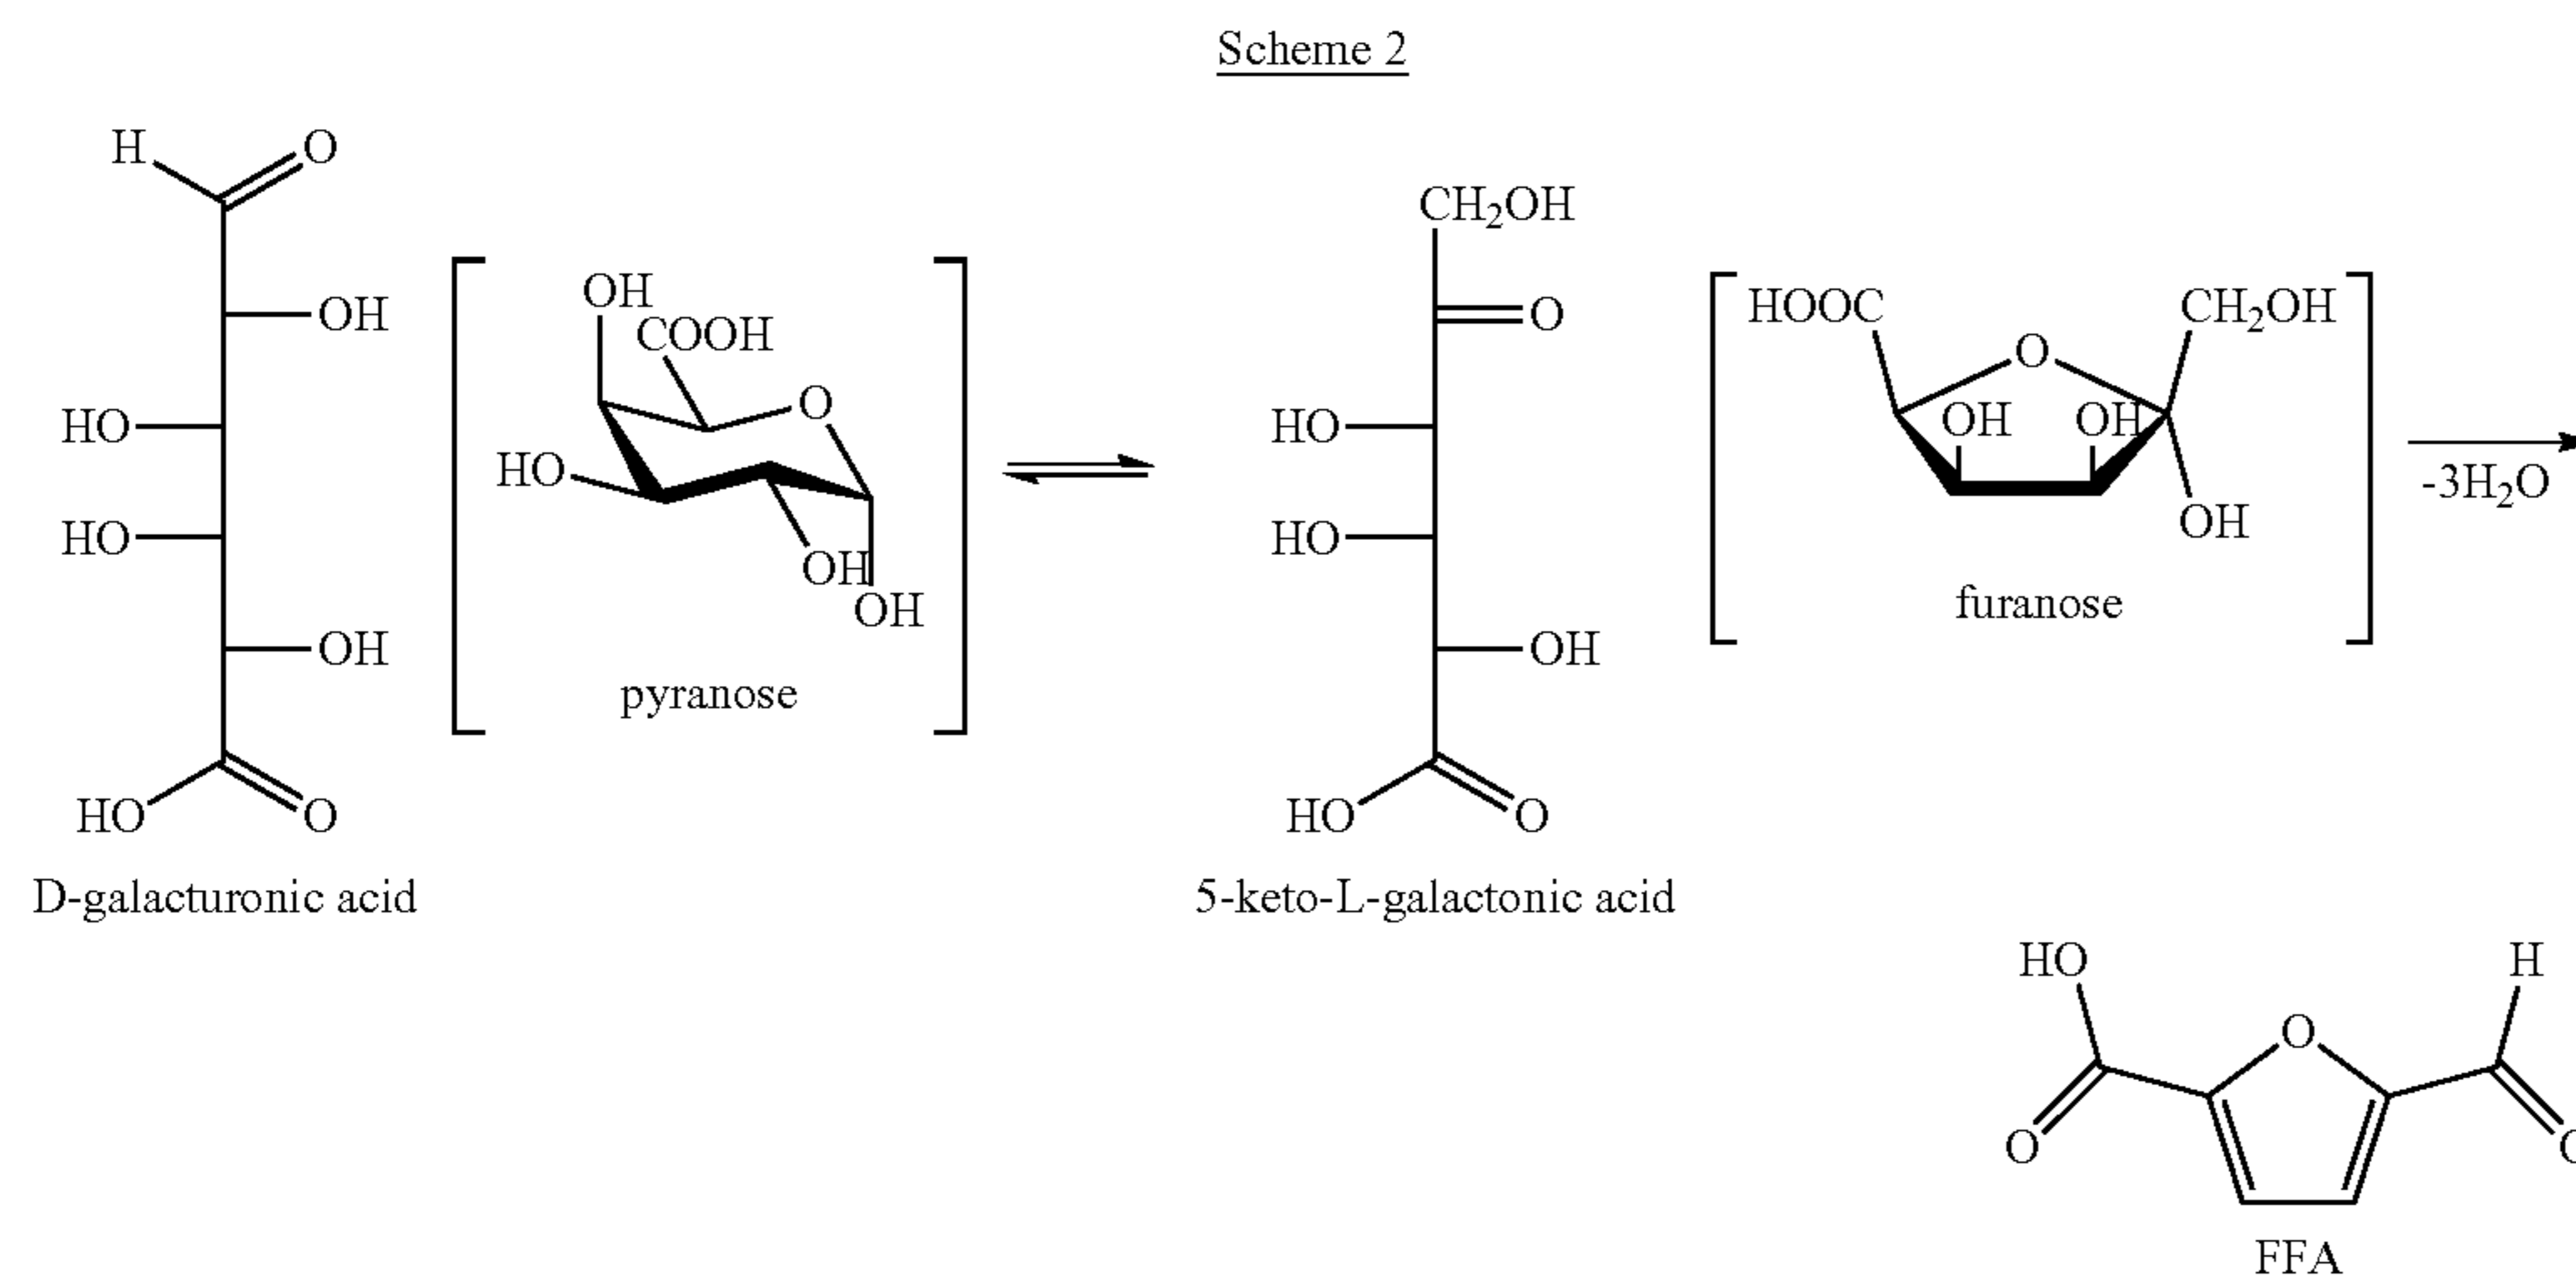 Scheme 2
H O
OH
HO
HO
OH
HO O
D-galacturonic acid
OH
COOH
O
HO
OH
OH
pyranose
CH₂OH
O
HO
HO
OH
HO O
5-keto-L-galactonic acid
HOOC CH₂OH
O
OH OH
OH
furanose
-3H₂O
HO H
O
O O
FFA